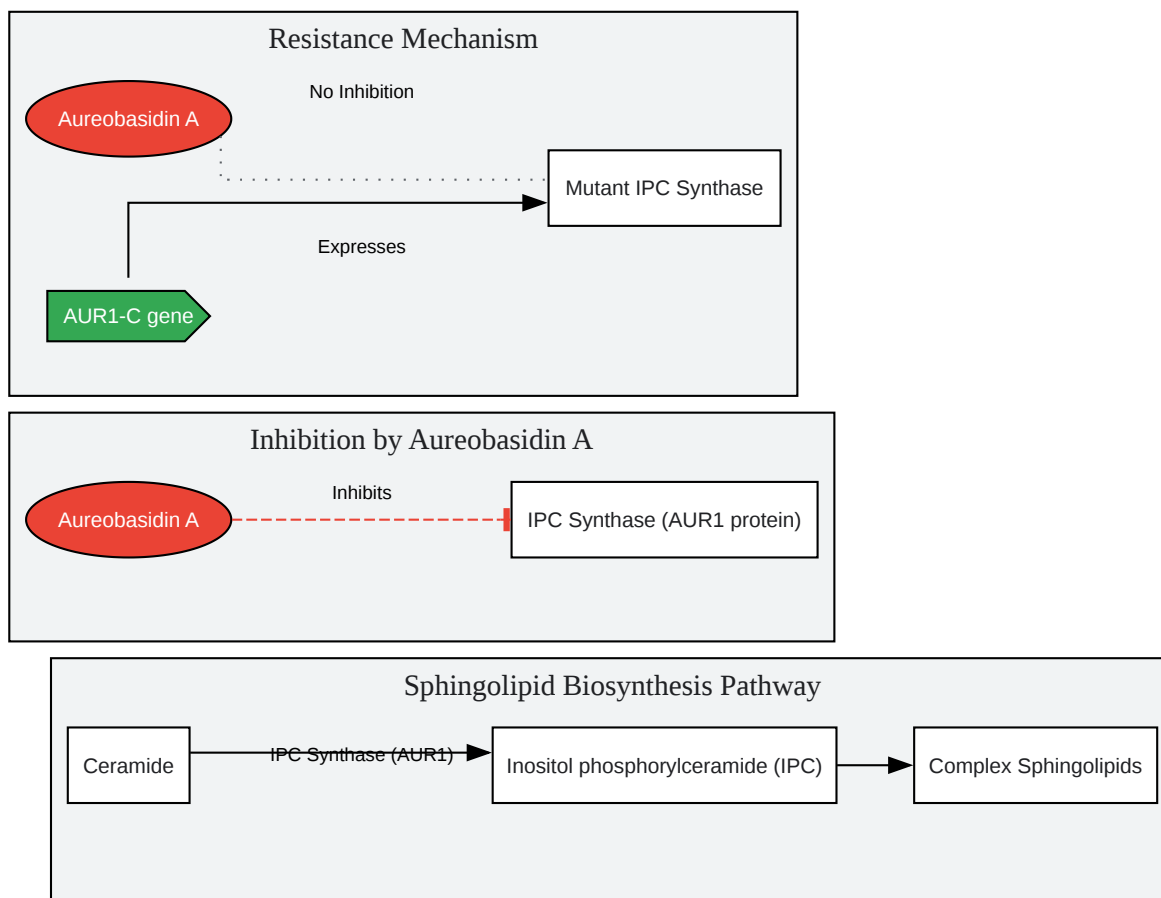 Resistance Mechanism
No Inhibition
Aureobasidin A
Mutant IPC Synthase
Expresses
AUR1-C gene
Inhibition by Aureobasidin A
Inhibits
Aureobasidin A
IPC Synthase (AUR1 protein)
Sphingolipid Biosynthesis Pathway
Ceramide
IPC Synthase (AUR1)
Inositol phosphorylceramide (IPC)
Complex Sphingolipids